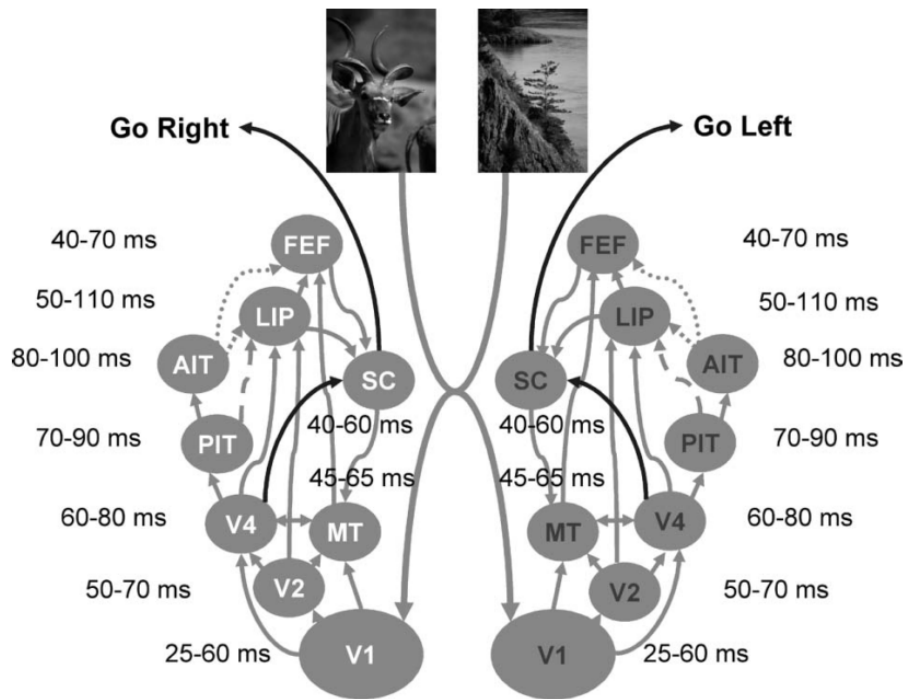 Go Right
Go Left
40-70 ms
FEF
FEF
40-70 ms
50-110 ms
LIP
LIP
50-110 ms
80-100 ms
AIT
SC
SC
AIT
80-100 ms
70-90 ms
PIT
40-60 ms
40-60 ms
PIT
70-90 ms
45-65 ms
45-65 ms
60-80 ms
V4
MT
MT
V4
60-80 ms
50-70 ms
V2
V2
50-70 ms
25-60 ms
V1
V1
25-60 ms